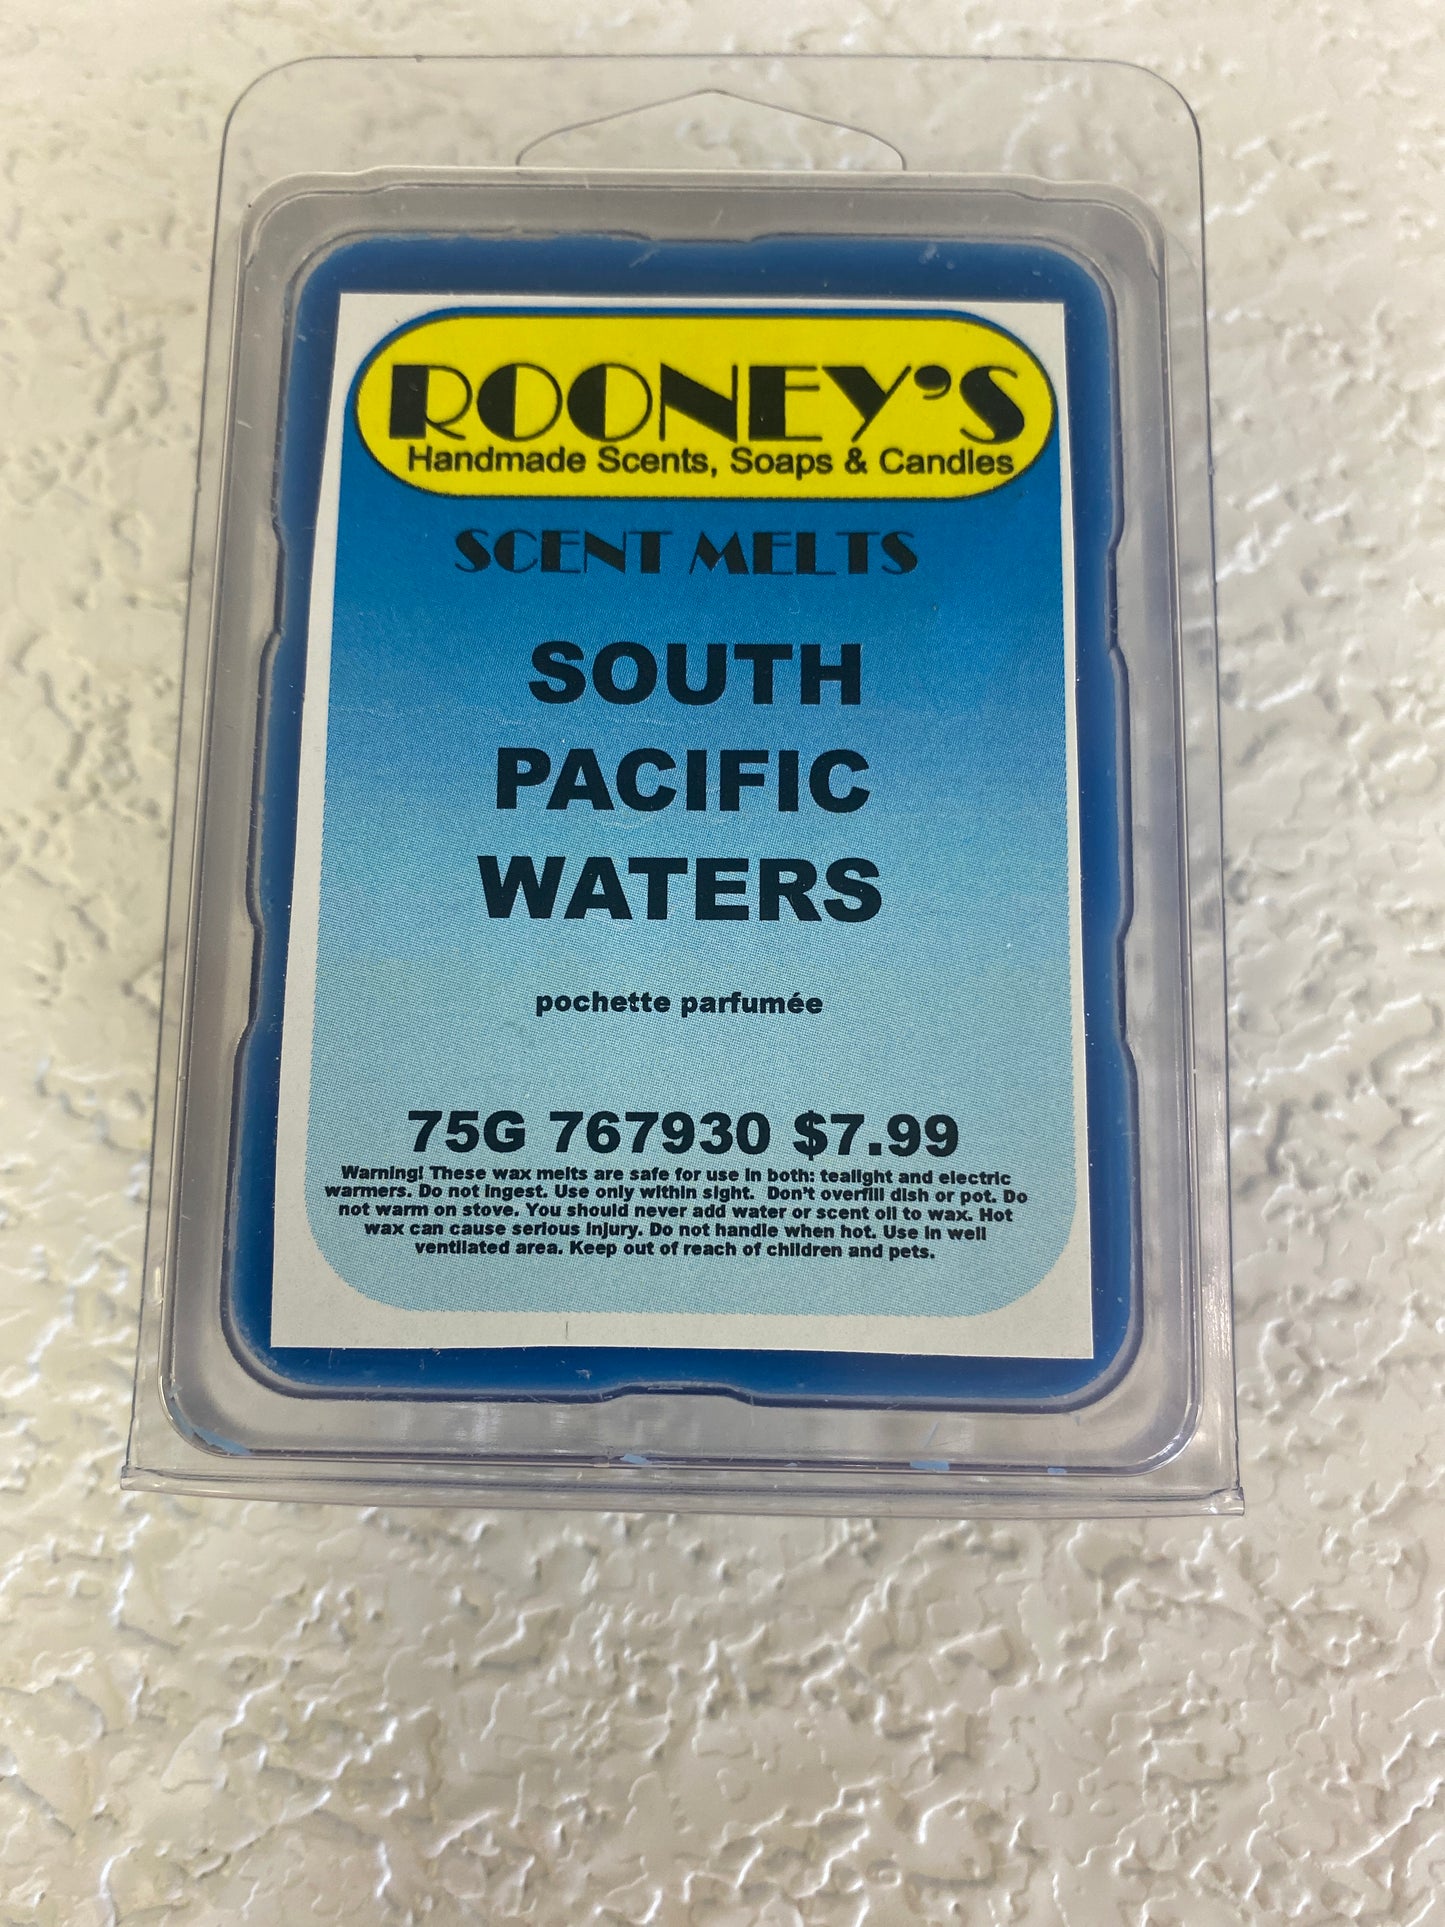 ROONEY'S
Handmade Scents, Soaps & Candles
SCENT MELTS
SOUTH
PACIFIC
WATERS
pochette parfumée
75G 767930 $7.99
Warning! These wax melts are safe for use in both: tealight and electric
warmers. Do not ingest. Use only within sight. Don't overfill dish or pot. Do
not warm on stove. You should never add water or scent oil to wax. Hot
wax can cause serious injury. Do not handle when hot. Use in well
ventilated area. Keep out of reach of children and pets.